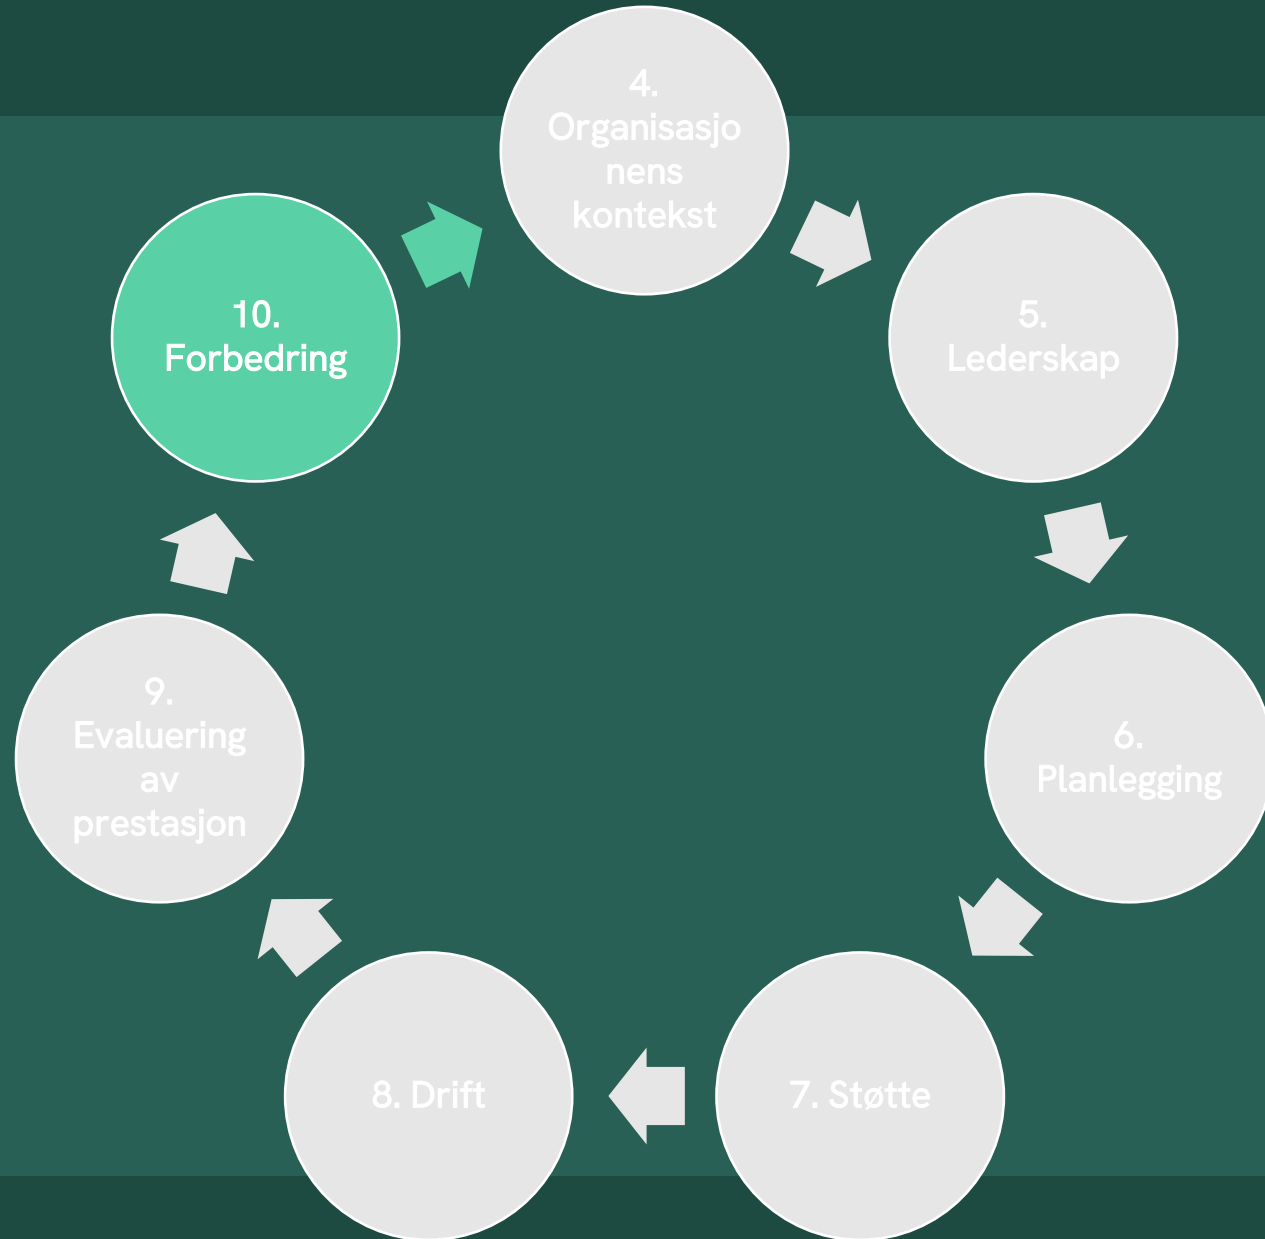 4.
Organisasjo
nens
kontekst
5.
Lederskap
6.
Planlegging
7. Støtte
8. Drift
9.
Evaluering
av
prestasjon
10.
Forbedring